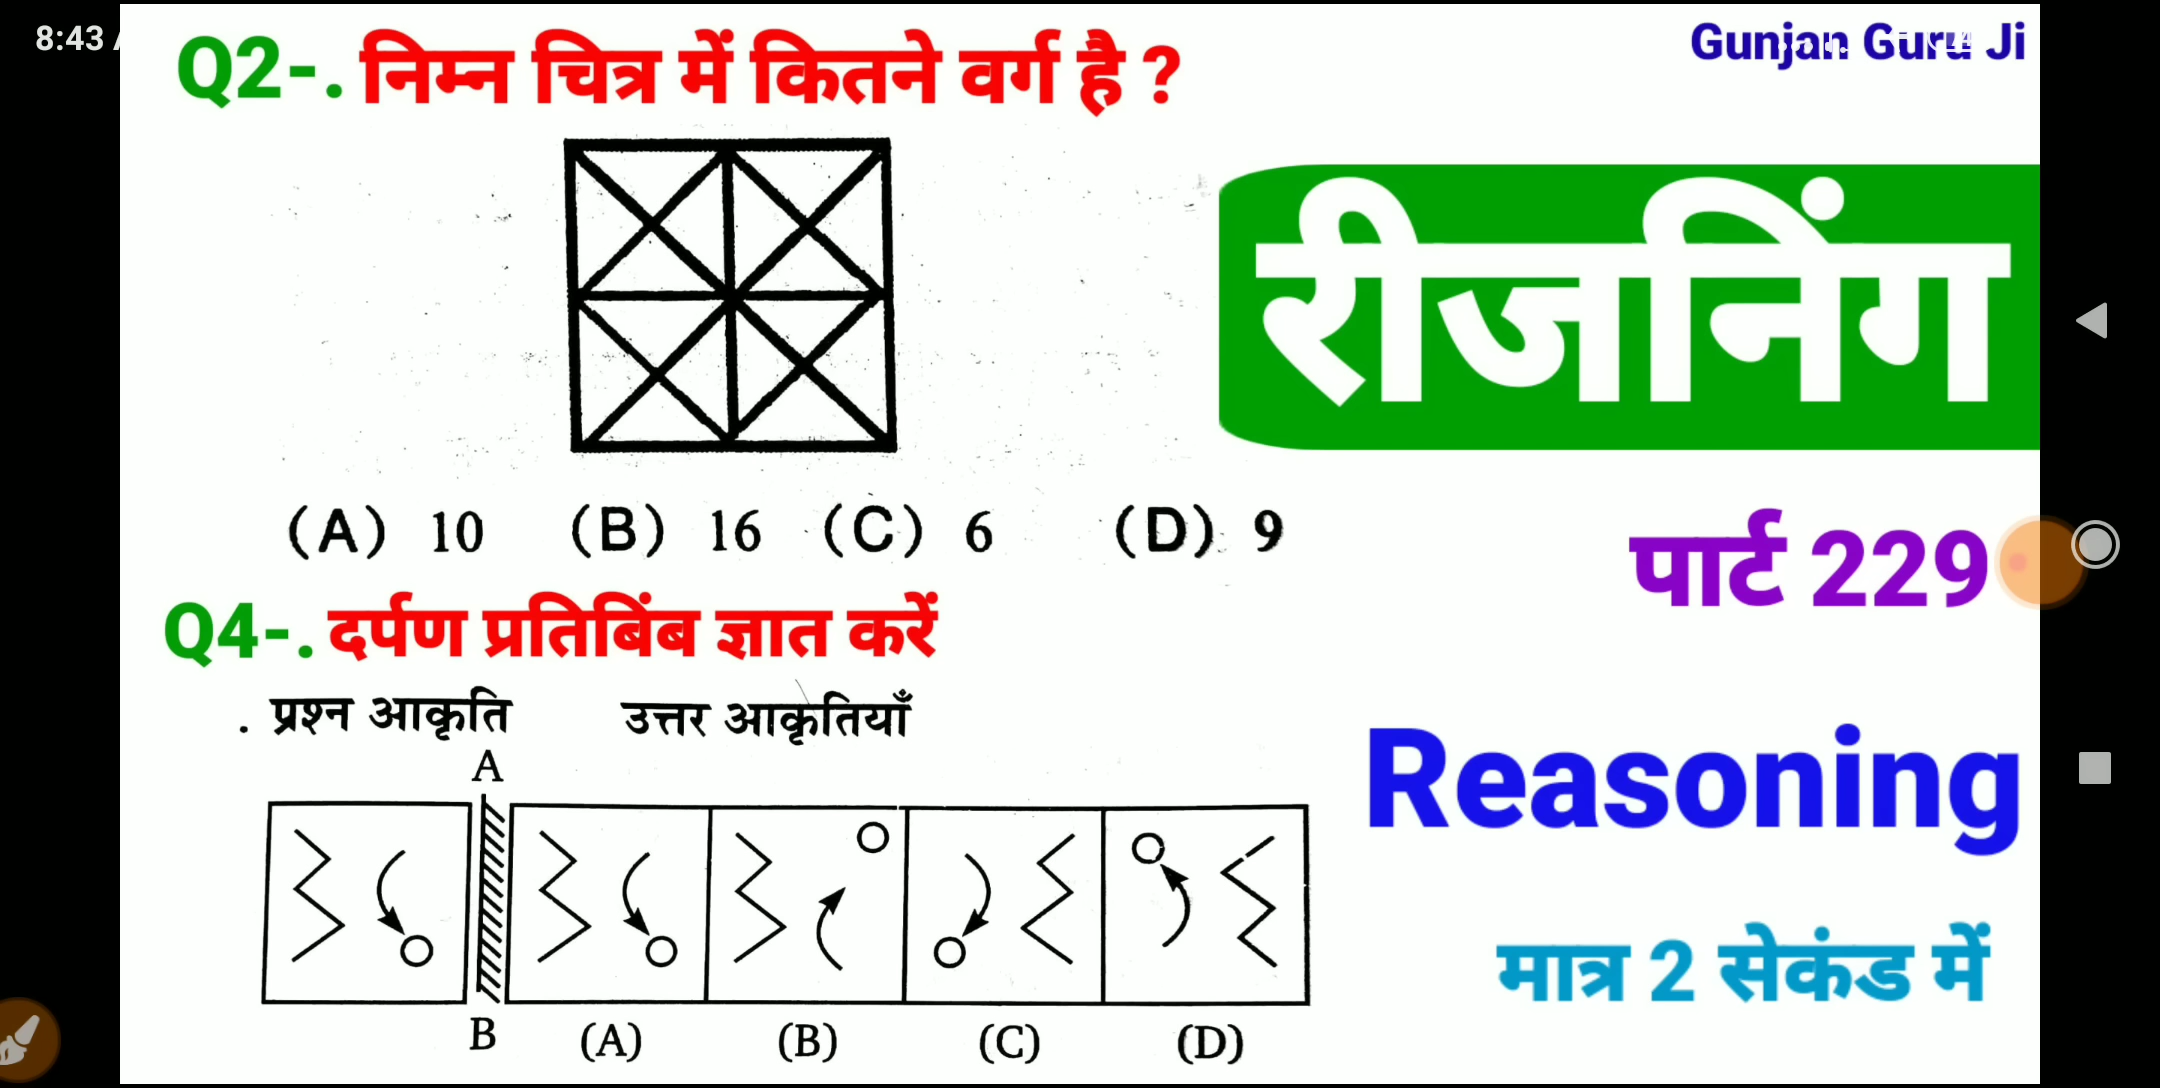 8:43
Gunjan Guru Ji
Q2-. निम्न चित्र में कितने वर्ग है ?
रीजनिंग
(A) 10 (B) 16 (C) 6 (D) 9
पार्ट 229
Q4-. दर्पण प्रतिबिंब ज्ञात करें
. प्रश्न आकृति उत्तर आकृतियाँ
A
Reasoning
मात्र 2 सेकंड में
B (A) (B) (C) (D)